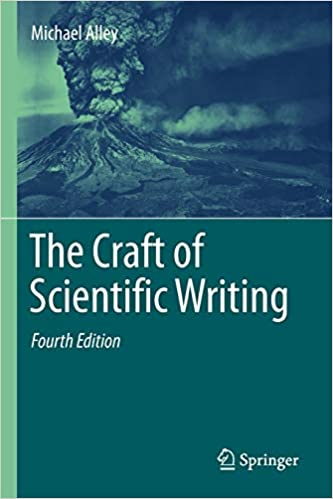 Michael Alley
The Craft of
Scientific Writing
Fourth Edition
Springer